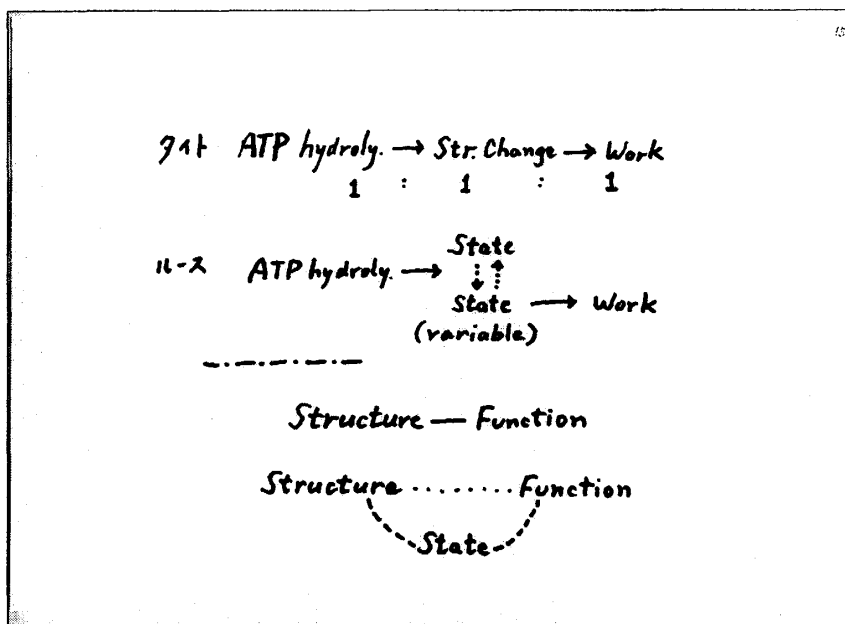 タイト ATP hydroly. → Str. Change → Work
1 : 1 : 1
State
ルース ATP hydroly. →
State → Work
(variable)
Structure — Function
Structure ........ Function
State